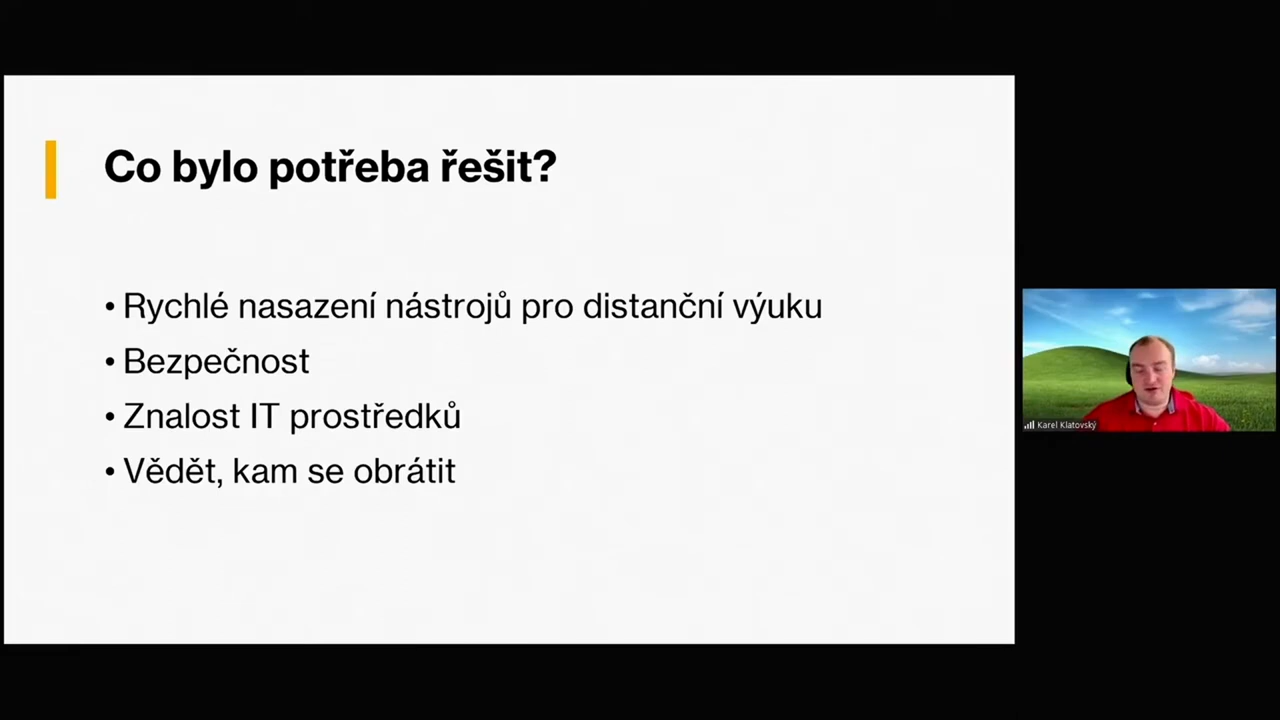 Co bylo potřeba řešit?
• Rychlé nasazení nástrojů pro distanční výuku
• Bezpečnost
• Znalost IT prostředků
• Vědět, kam se obrátit
Karel Klatovský